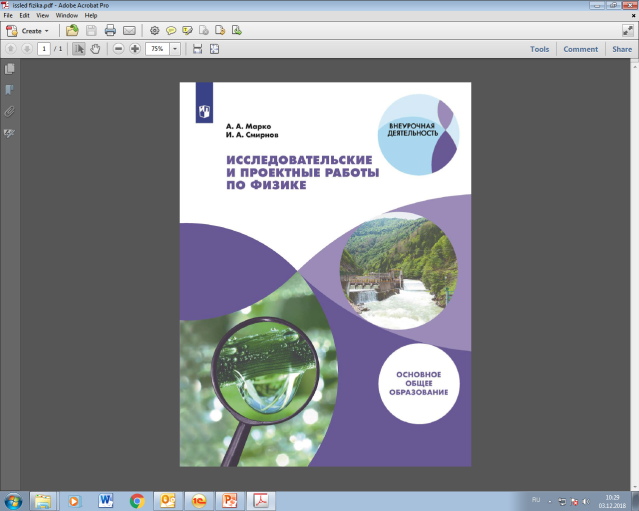 issled fizika.pdf - Adobe Acrobat Pro
File Edit View Window Help
Create
1 / 1
75%
Tools Comment Share
А. А. Марко
И. А. Смирнов
ВНЕУРОЧНАЯ
ДЕЯТЕЛЬНОСТЬ
ИССЛЕДОВАТЕЛЬСКИЕ
И ПРОЕКТНЫЕ РАБОТЫ
ПО ФИЗИКЕ
ОСНОВНОЕ
ОБЩЕЕ
ОБРАЗОВАНИЕ
RU
10:29
03.12.2018